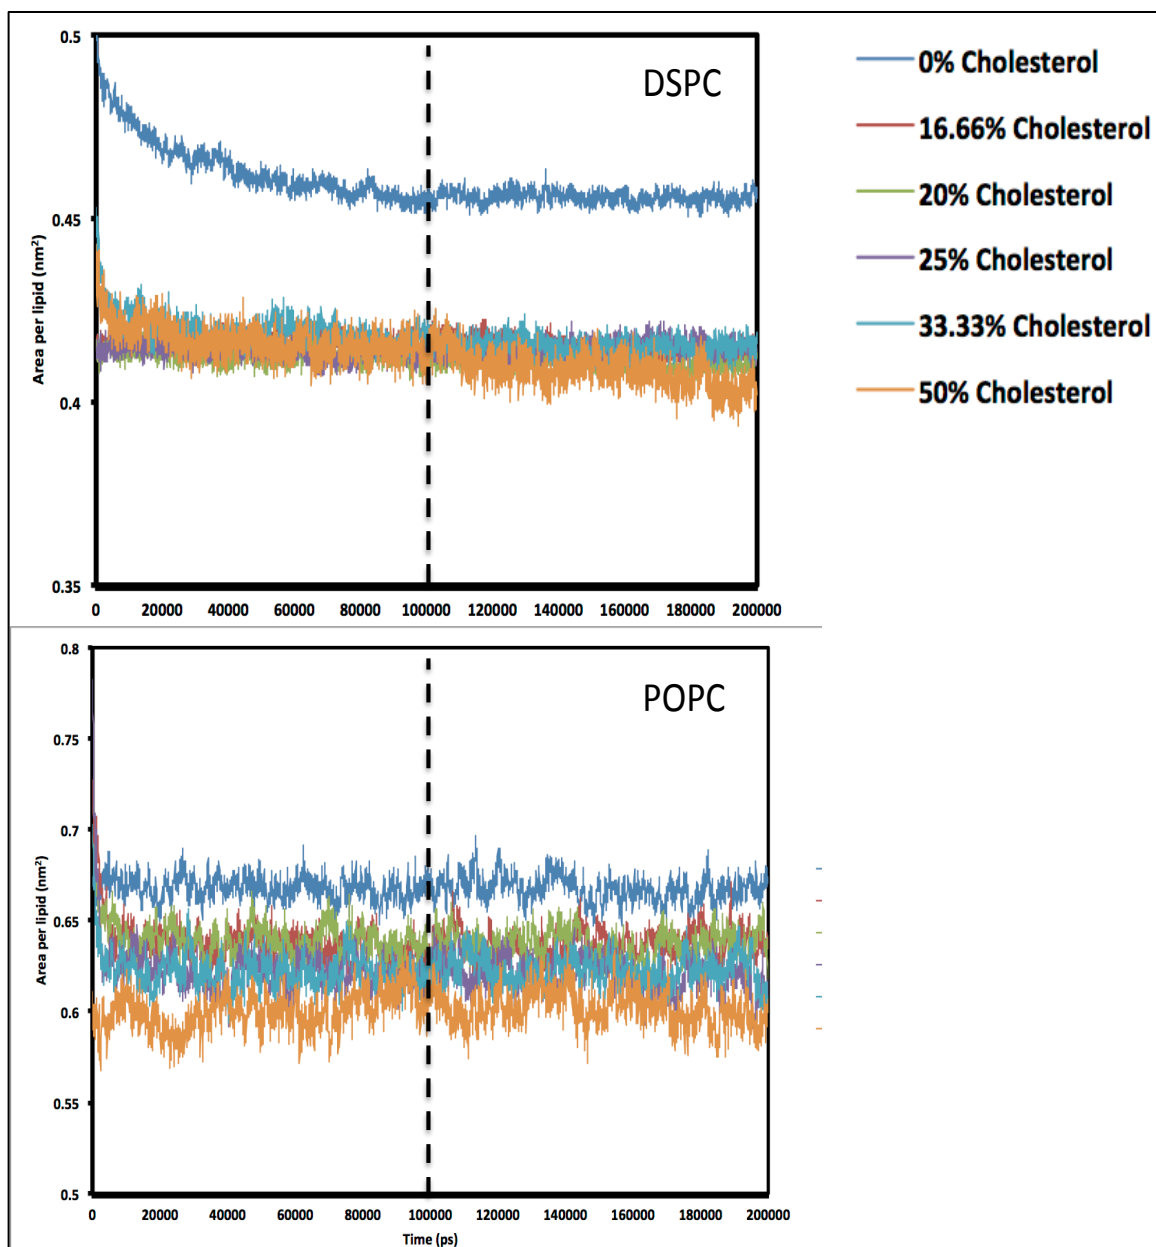 0.5
0.45
0.4
0.35
Area per lipid (nm²)
DSPC
0 20000 40000 60000 80000 100000 120000 140000 160000 180000 200000
0% Cholesterol
16.66% Cholesterol
20% Cholesterol
25% Cholesterol
33.33% Cholesterol
50% Cholesterol
0.8
0.75
0.7
0.65
0.6
0.55
0.5
Area per lipid (nm²)
POPC
0 20000 40000 60000 80000 100000 120000 140000 160000 180000 200000
Time (ps)